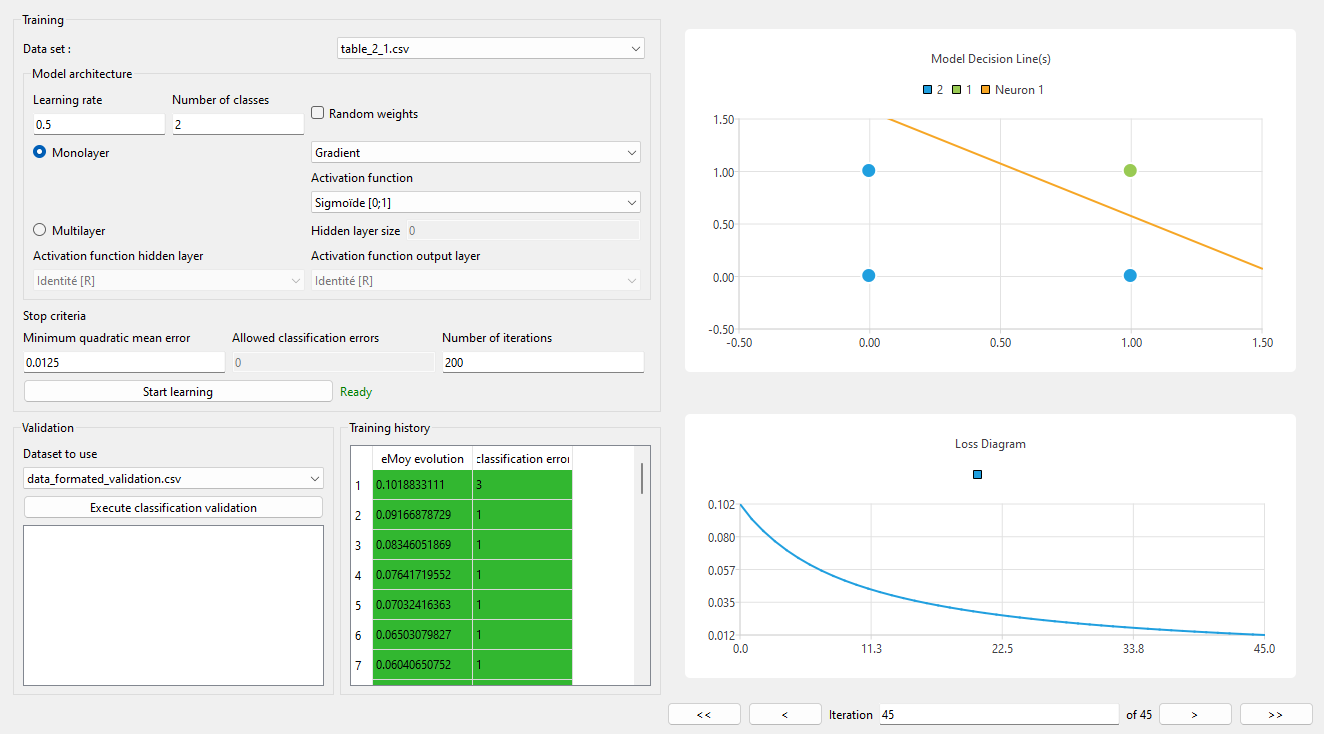 Training
Data set :
table_2_1.csv
Model architecture
Learning rate
Number of classes
0.5
2
Random weights
Monolayer
Gradient
Activation function
Sigmoïde [0;1]
Multilayer
Hidden layer size
0
Activation function hidden layer
Activation function output layer
Identité [R]
Identité [R]
Stop criteria
Minimum quadratic mean error
Allowed classification errors
Number of iterations
0.0125
0
200
Start learning
Ready
Validation
Dataset to use
data_formated_validation.csv
Execute classification validation
Training history
eMoy evolution
classification error
1 0.1018833111 3
2 0.09166878729 1
3 0.08346051869 1
4 0.07641719552 1
5 0.07032416363 1
6 0.06503079827 1
7 0.06040650752 1
Model Decision Line(s)
2 1 Neuron 1
1.50
1.00
0.50
0.00
-0.50
-0.50 0.00 0.50 1.00 1.50
Loss Diagram
0.102
0.080
0.057
0.035
0.012
0.0 11.3 22.5 33.8 45.0
<< < Iteration 45 of 45 > >>